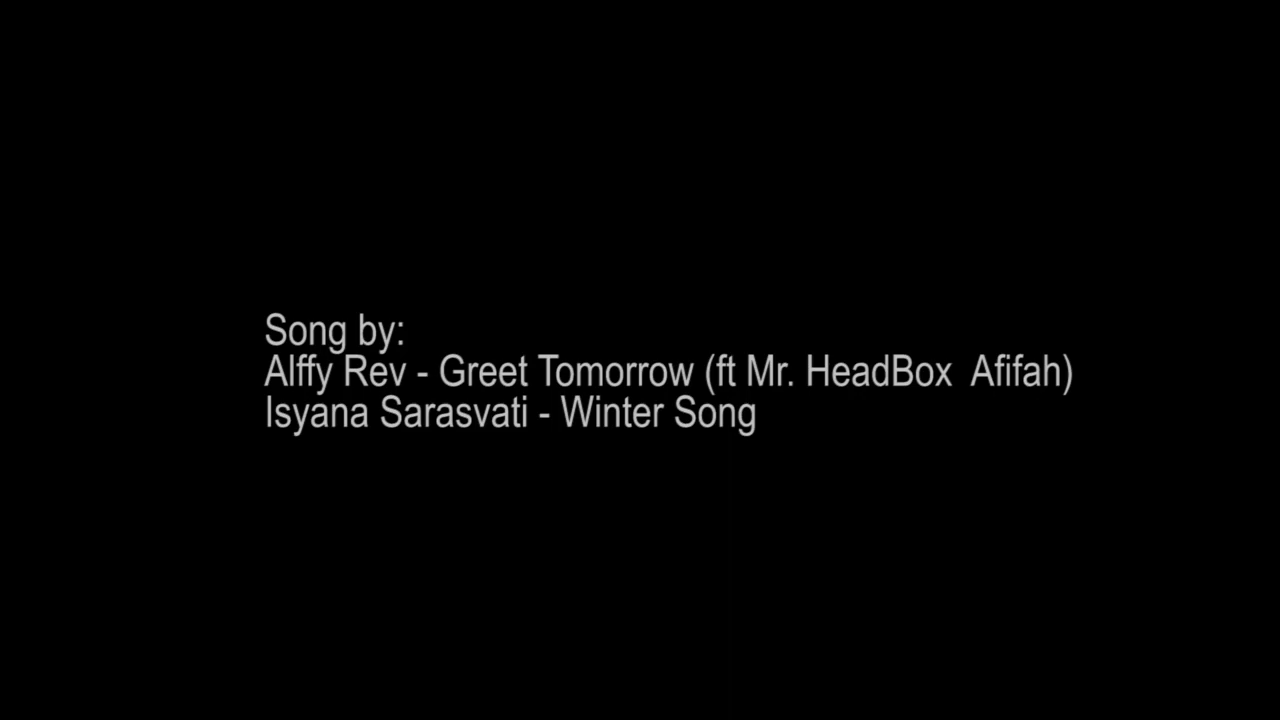 Song by:
Alffy Rev - Greet Tomorrow (ft Mr. HeadBox  Afifah)
Isyana Sarasvati - Winter Song